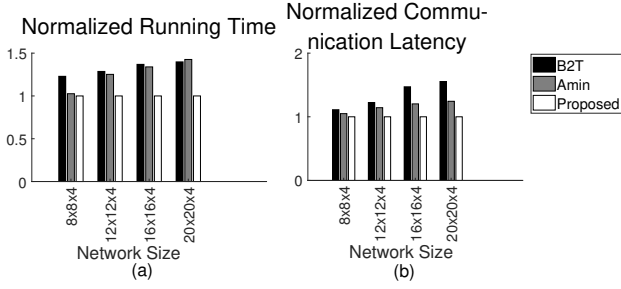 Normalized Running Time
1.5
1
0.5
0
8x8x4
12x12x4
16x16x4
20x20x4
Network Size
(a)
Normalized Commu-
nication Latency
2
1
0
8x8x4
12x12x4
16x16x4
20x20x4
Network Size
(b)
B2T
Amin
Proposed